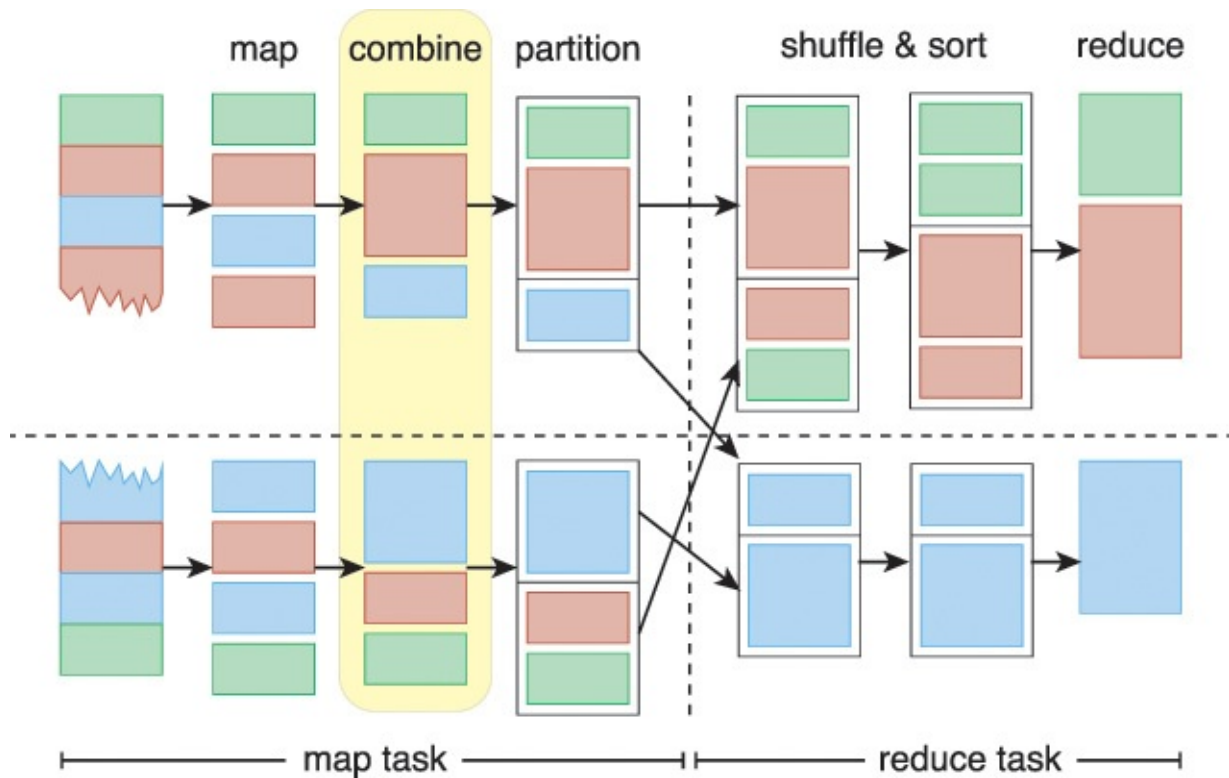 map combine partition shuffle & sort reduce
map task reduce task